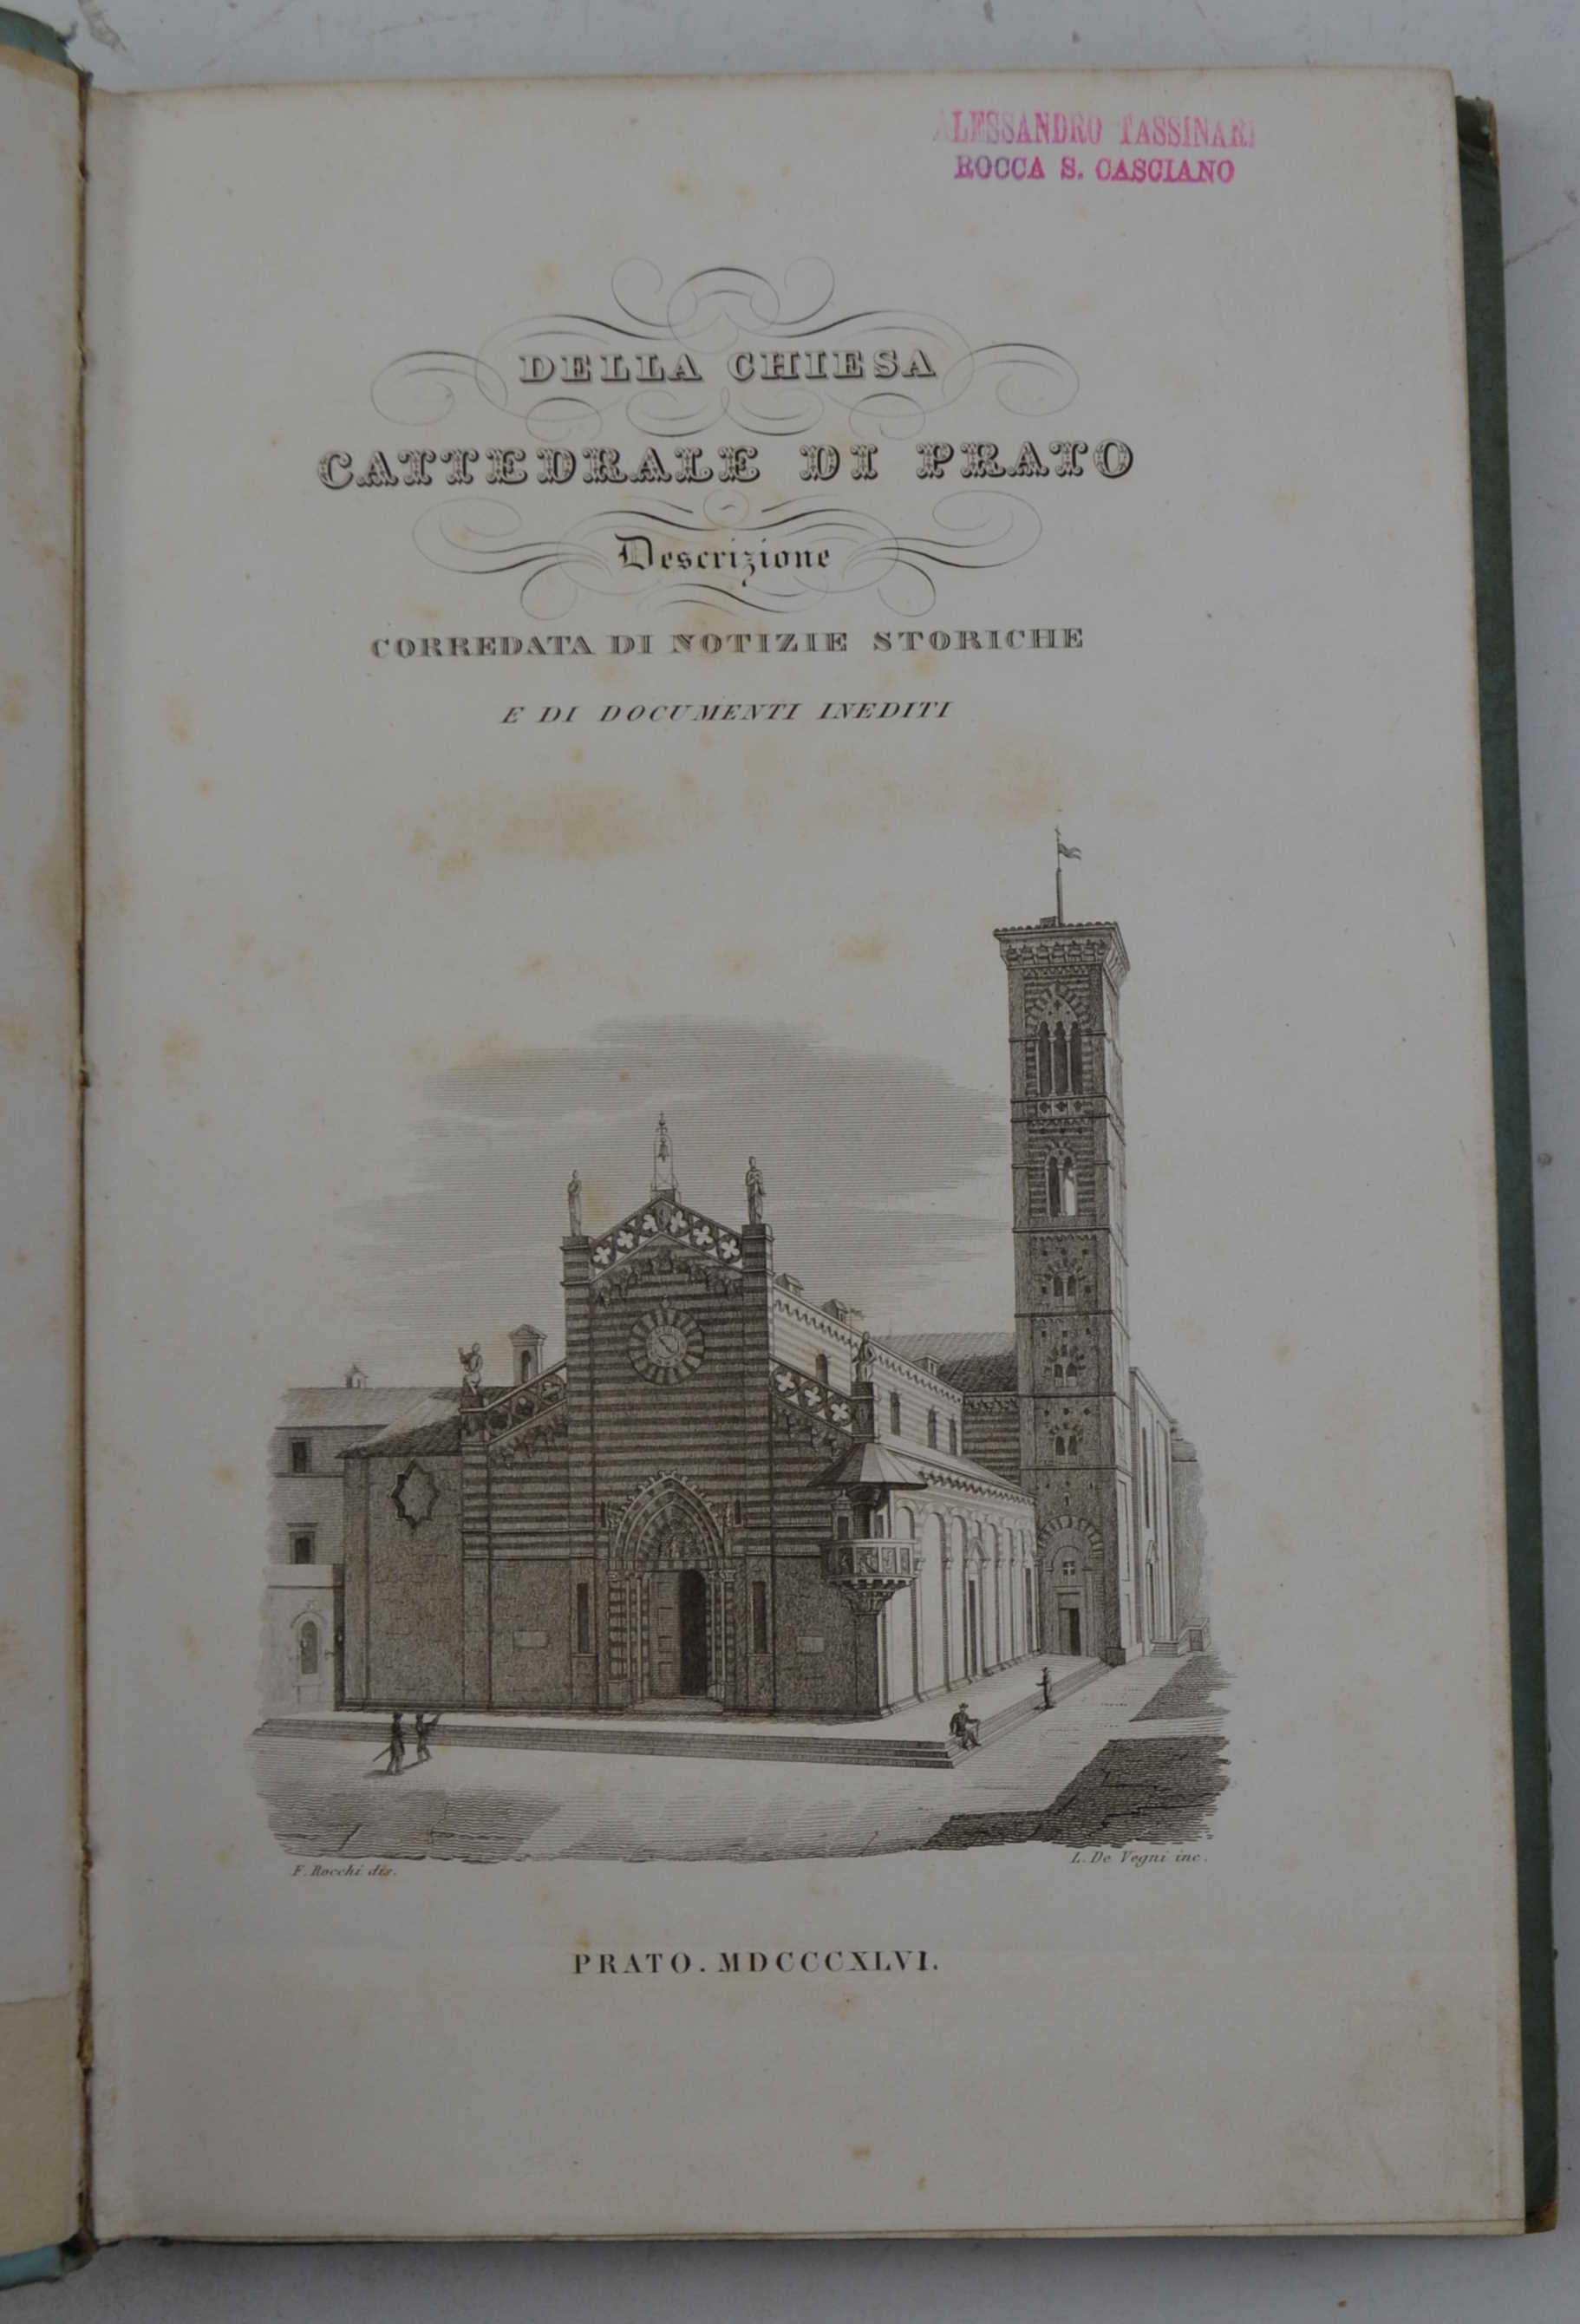 ALESSANDRO TASSINARI
ROCCA S. CASCIANO
DELLA CHIESA
CATTEDRALE DI PRATO
Descrizione
CORREDATA DI NOTIZIE STORICHE
E DI DOCUMENTI INEDITI
F. Rocchi dis.
L. De Vegni inc.
PRATO. MDCCCXLVI.